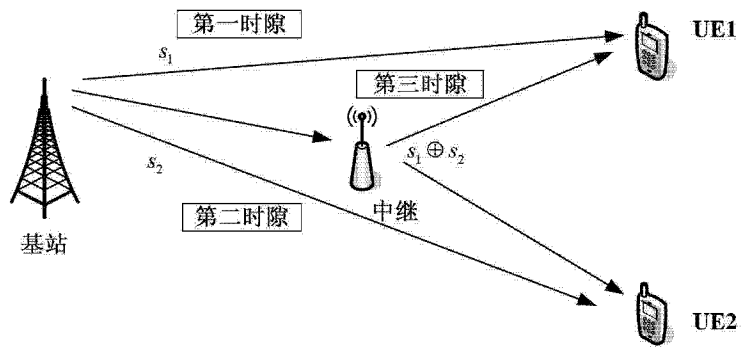 第一时隙
UE1
s₁
第三时隙
s₁⊕s₂
s₂
第二时隙
中继
基站
UE2